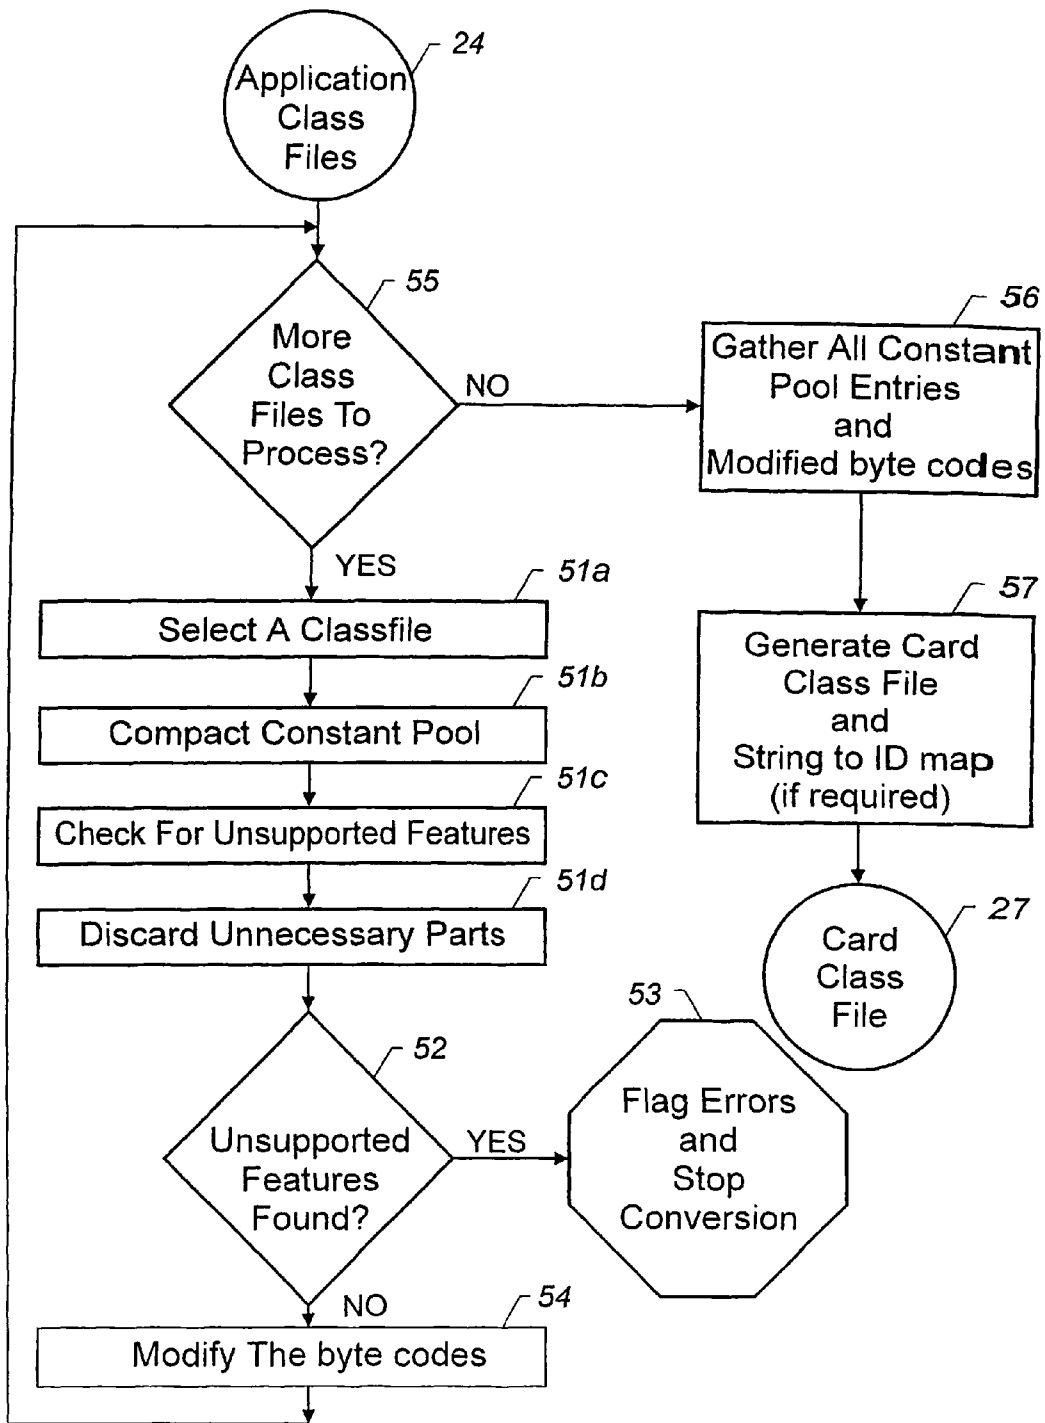 24
Application
Class
Files
55
More
Class
Files To
Process?
NO
YES
56
Gather All Constant
Pool Entries
and
Modified byte codes
51a
Select A Classfile
51b
Compact Constant Pool
51c
Check For Unsupported Features
51d
Discard Unnecessary Parts
57
Generate Card
Class File
and
String to ID map
(if required)
27
Card
Class
File
52
Unsupported
Features
Found?
YES
53
Flag Errors
and
Stop
Conversion
NO
54
Modify The byte codes